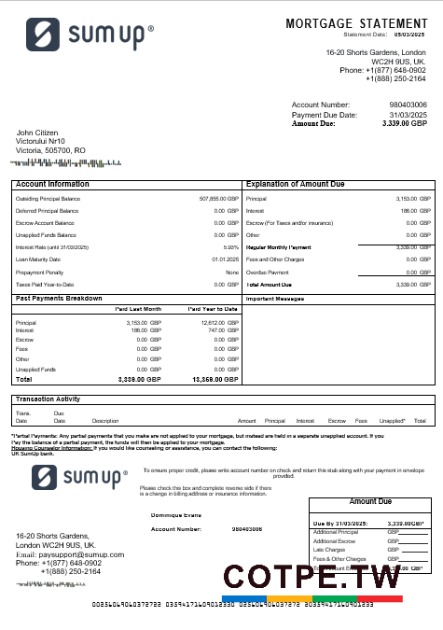 sum up®
MORTGAGE STATEMENT
Statement Date: 05/03/2025
16-20 Shorts Gardens, London
WC2H 9US, UK.
Phone: +1(877) 648-0902
+1(888) 250-2164
Account Number: 980403006
Payment Due Date: 31/03/2025
Amount Due: 3.339.00 GBP
John Citizen
Victorului Nr10
Victoria, 505700, RO
Account Information
Outsiding Principal Balance 507,855.00 GBP
Deferred Principal Balance 0.00 GBP
Escrow Account Balance 0.00 GBP
Unapplied Funds Balance 0.00 GBP
Interest Rate (until 31/03/2025)
Loan Maturity Date 01.01.2025
Prepayment Penalty None
Taxes Paid Year-to-Date 0.00 GBP
Explanation of Amount Due
Principal 3,153.00 GBP
Interest 186.00 GBP
Escrow (For Taxes and/or insurance) 0.00 GBP
Other 0.00 GBP
Regular Monthly Payment 3,339.00 GBP
Fees and Other Charges 0.00 GBP
Overdue Payment 0.00 GBP
Total Amount Due 3,339.00 GBP
Past Payments Breakdown
Paid Last Month Paid Year to Date
Principal 3,153.00 GBP 12,612.00 GBP
Interest 186.00 GBP 747.00 GBP
Escrow 0.00 GBP 0.00 GBP
Fees 0.00 GBP 0.00 GBP
Other 0.00 GBP 0.00 GBP
Unapplied Funds 0.00 GBP 0.00 GBP
Total 3,339.00 GBP 13,359.00 GBP
Important Messages
Transaction Activity
Trans. Date Due Date Description Amount Principal Interest Escrow Fees Unapplied* Total
*Partial Payments: Any partial payments that you make are not applied to your mortgage, but instead are held in a separate unapplied account. If you
Pay the balance of a partial payment, the funds will then be applied to your mortgage.
Housing Counselor Information: If you would like counseling or assistance, you can contact the following:
UK SumUp bank.
sum up®
To ensure proper credit, please write account number on check and return this stub along with your payment in envelope
provided.
Please check this box and complete reverse side if there
is a change in billing address or insurance information.
Dominique Evans
Account Number: 980403006
16-20 Shorts Gardens,
London WC2H 9US, UK.
Email: paysupport@sumup.com
Phone: +1(877) 648-0902
+1(888) 250-2164
Amount Due
Due By 31/03/2025: 3,339.00GBP*
Additional Principal GBP
Additional Escrow GBP
Late Charges GBP
Fees & Other Charges GBP
COTPE.TW